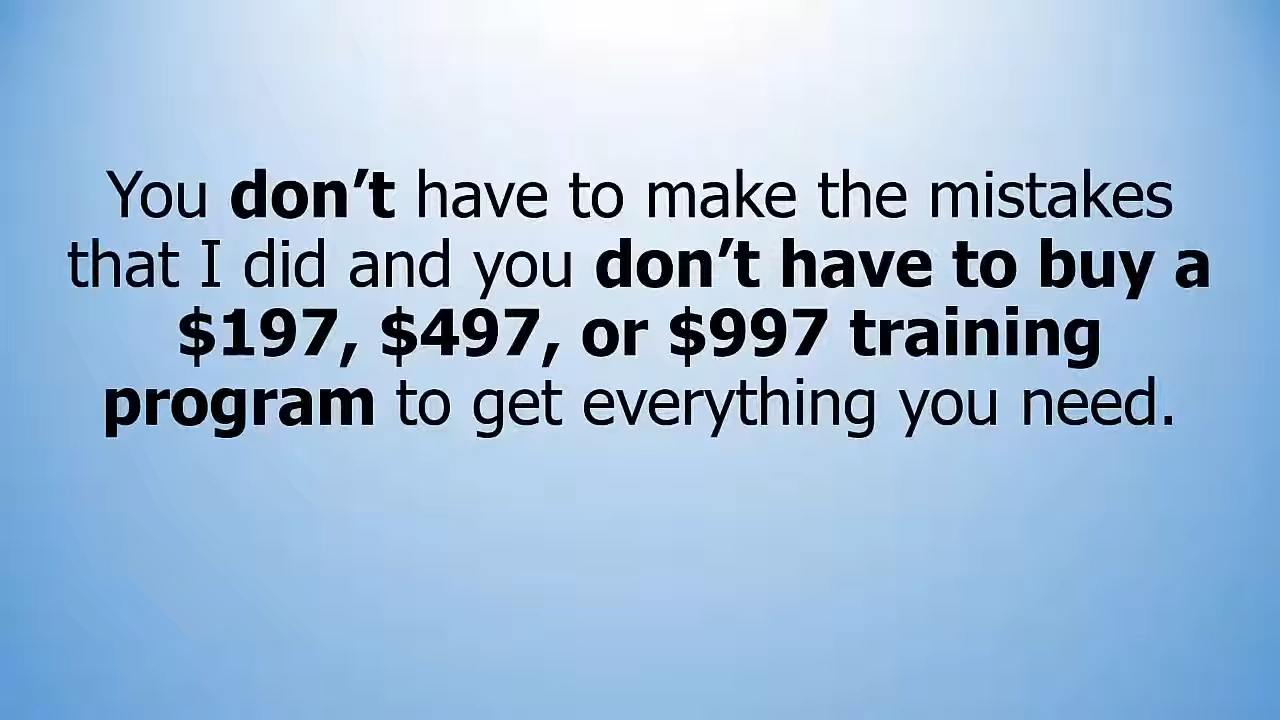 You don’t have to make the mistakes
that I did and you don’t have to buy a
$197, $497, or $997 training
program to get everything you need.